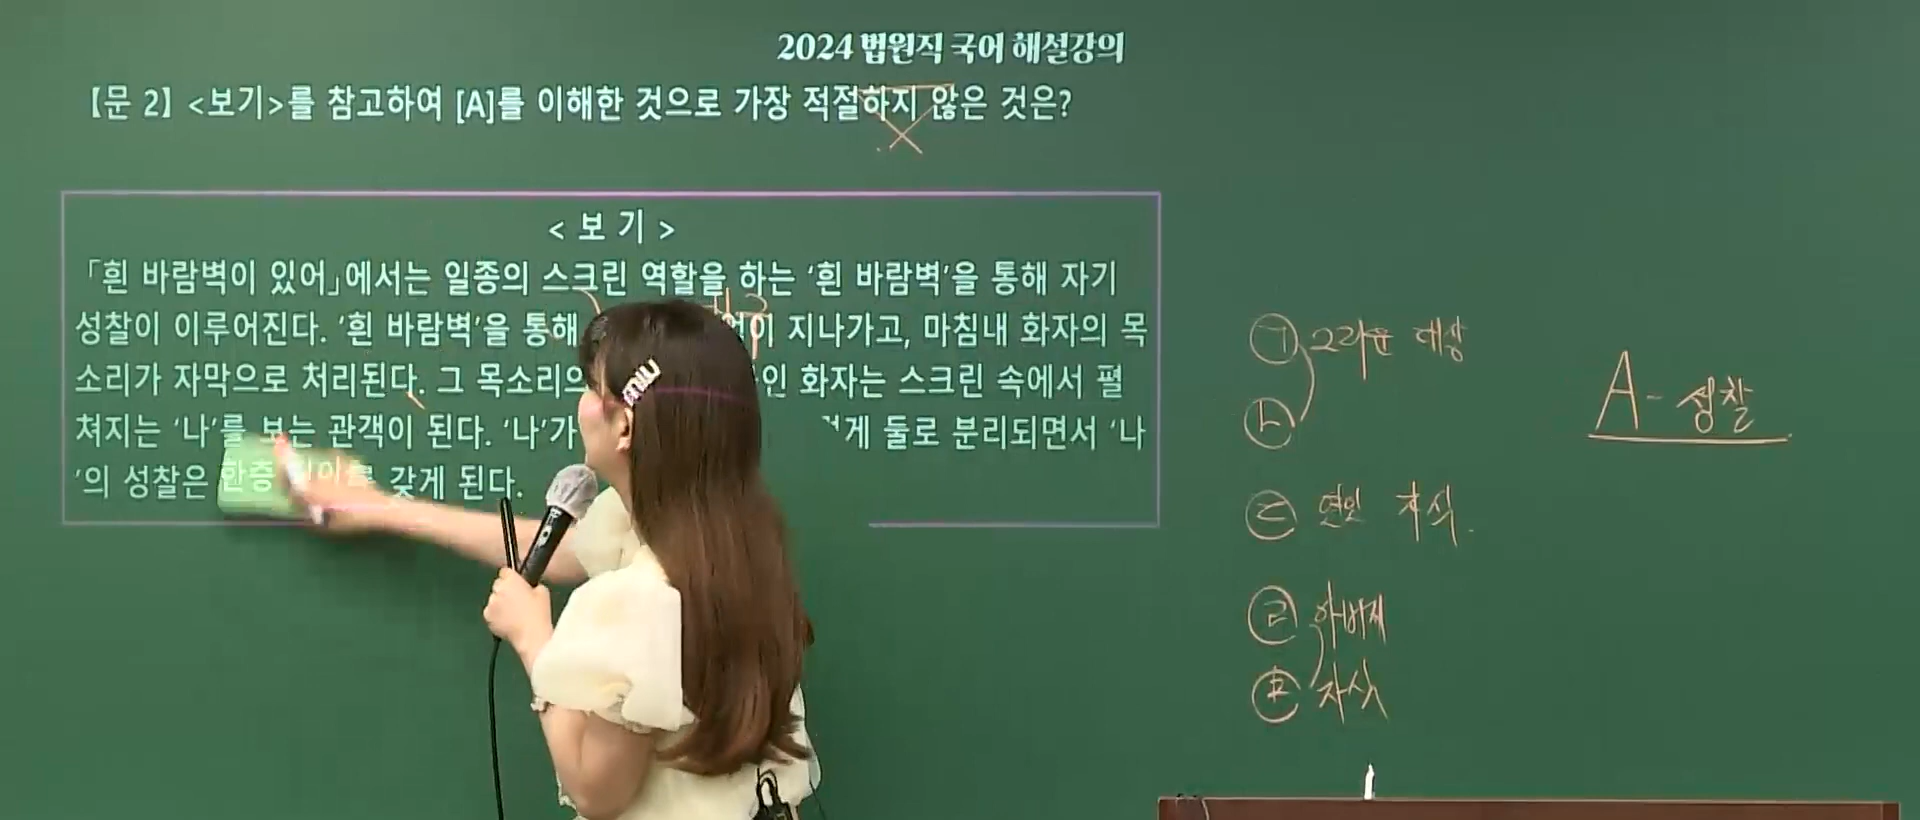 2024 법원직 국어 해설강의
【문 2】 <보기>를 참고하여 [A]를 이해한 것으로 가장 적절하지 않은 것은?
< 보 기 >
「흰 바람벽이 있어」에서는 일종의 스크린 역할을 하는 ‘흰 바람벽’을 통해 자기
성찰이 이루어진다. ‘흰 바람벽’을 통해 이 지나가고, 마침내 화자의 목
소리가 자막으로 처리된다. 그 목소리의 인 화자는 스크린 속에서 펼
쳐지는 ‘나’를 보는 관객이 된다. ‘나’가 게 둘로 분리되면서 ‘나
’의 성찰은 한층 갖게 된다.
ㄱ 그리운 대상
ㄴ
ㄷ 연인 자식.
ㄹ 아버지
ㅁ 자식
A - 성찰
miu